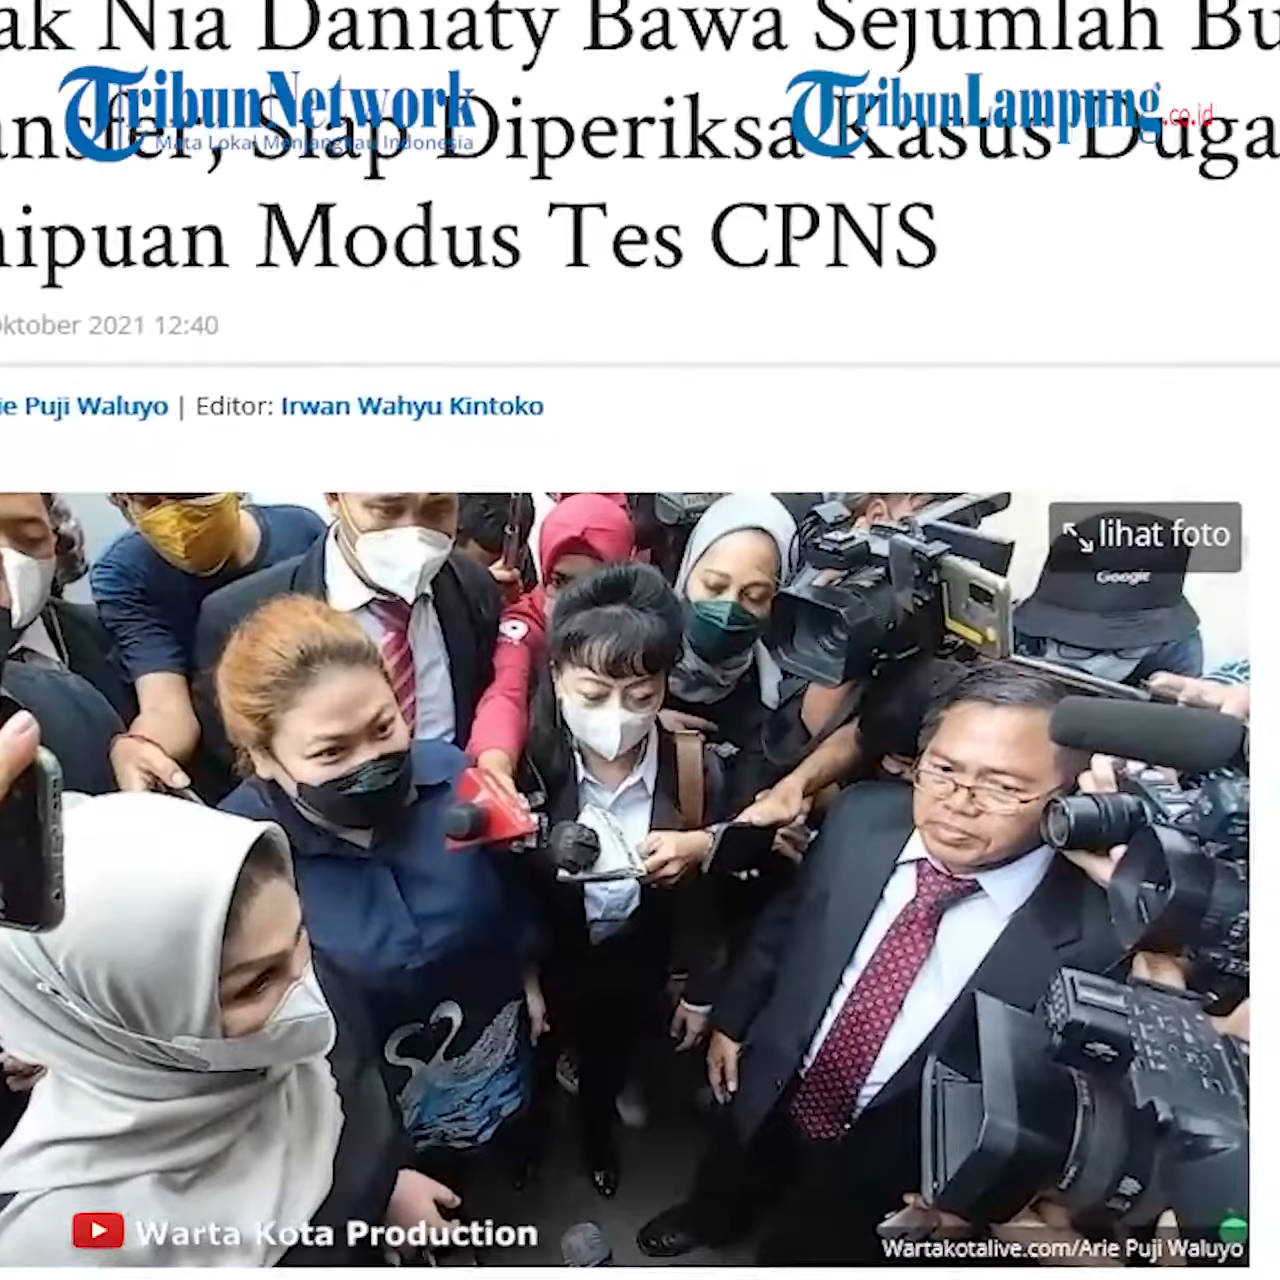 ak Nia Daniaty Bawa Sejumlah Bu
TribunNetwork
Mata Lokal Menjangkau Indonesia
TribunLampung.co.id
ansfer, Siap Diperiksa Kasus Duga
nipuan Modus Tes CPNS
Oktober 2021 12:40
ie Puji Waluyo | Editor: Irwan Wahyu Kintoko
lihat foto
Google
Warta Kota Production
Wartakotalive.com/Arie Puji Waluyo